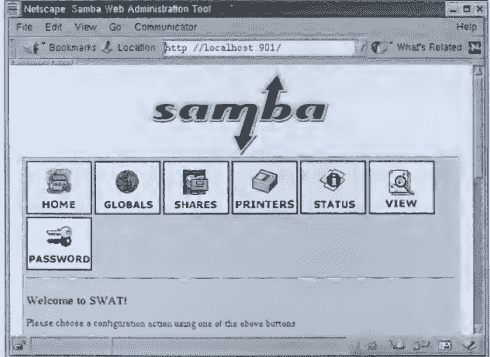 Netscape Samba Web Administration Tool
File Edit View Go Communicator Help
Bookmarks Location http //localhost 901/ What's Related
samba
HOME GLOBALS SHARES PRINTERS STATUS VIEW
PASSWORD
Welcome to SWAT!
Please choose a configuration action using one of the above buttons